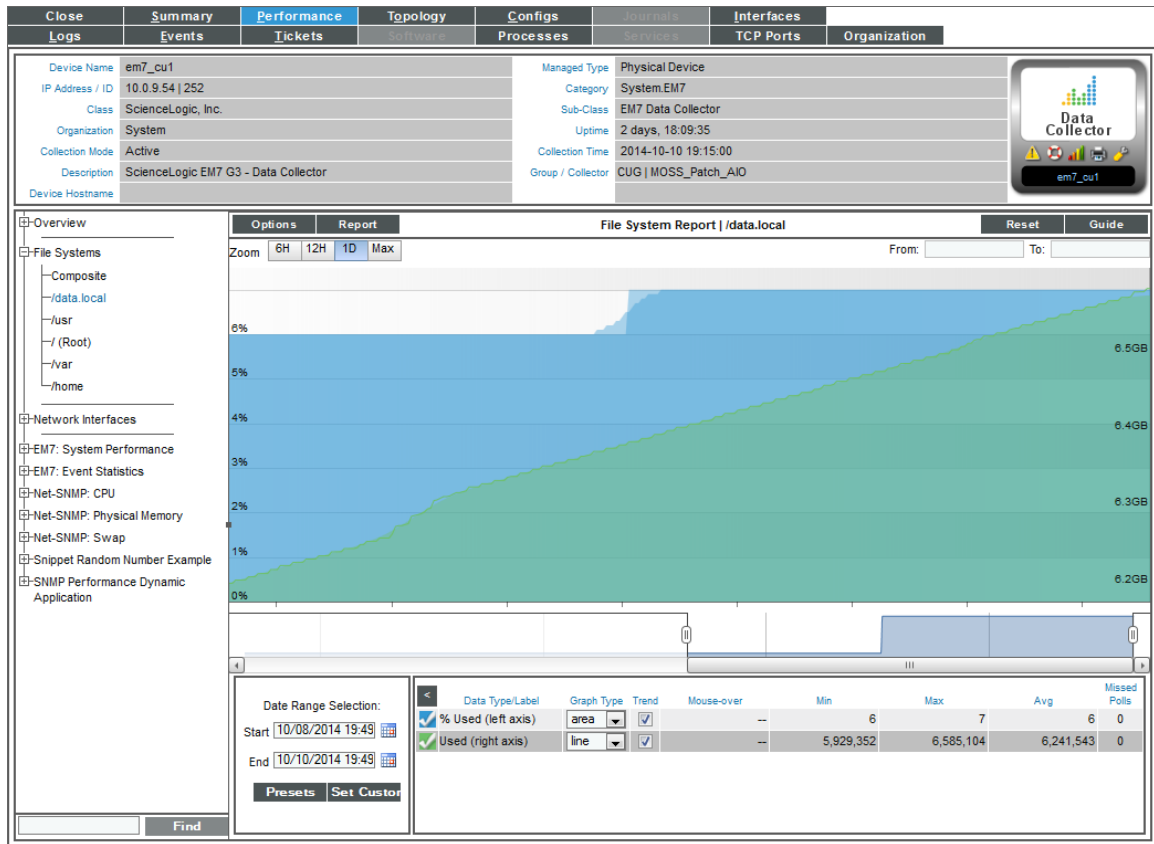 Close Summary Performance Topology Configs Journals Interfaces
Logs Events Tickets Software Processes Services TCP Ports Organization
Device Name em7_cu1 Managed Type Physical Device
IP Address / ID 10.0.9.54 | 252 Category System.EM7
Class ScienceLogic, Inc. Sub-Class EM7 Data Collector
Organization System Uptime 2 days, 18:09:35
Collection Mode Active Collection Time 2014-10-10 19:15:00
Description ScienceLogic EM7 G3 - Data Collector Group / Collector CUG | MOSS_Patch_AIO
Device Hostname
Data
Collector
em7_cu1
Overview
File Systems
Composite
/data.local
/usr
/ (Root)
/var
/home
Network Interfaces
EM7: System Performance
EM7: Event Statistics
Net-SNMP: CPU
Net-SNMP: Physical Memory
Net-SNMP: Swap
Snippet Random Number Example
SNMP Performance Dynamic
Application
Find
Options Report File System Report | /data.local Reset Guide
Zoom 6H 12H 1D Max From: To:
6%
6.5GB
5%
4%
6.4GB
3%
6.3GB
2%
1%
6.2GB
0%
Date Range Selection:
Start 10/08/2014 19:49
End 10/10/2014 19:49
Presets Set Custor
< Data Type/Label Graph Type Trend Mouse-over Min Max Avg Missed
Polls
% Used (left axis) area -- 6 7 6 0
Used (right axis) line -- 5,929,352 6,585,104 6,241,543 0